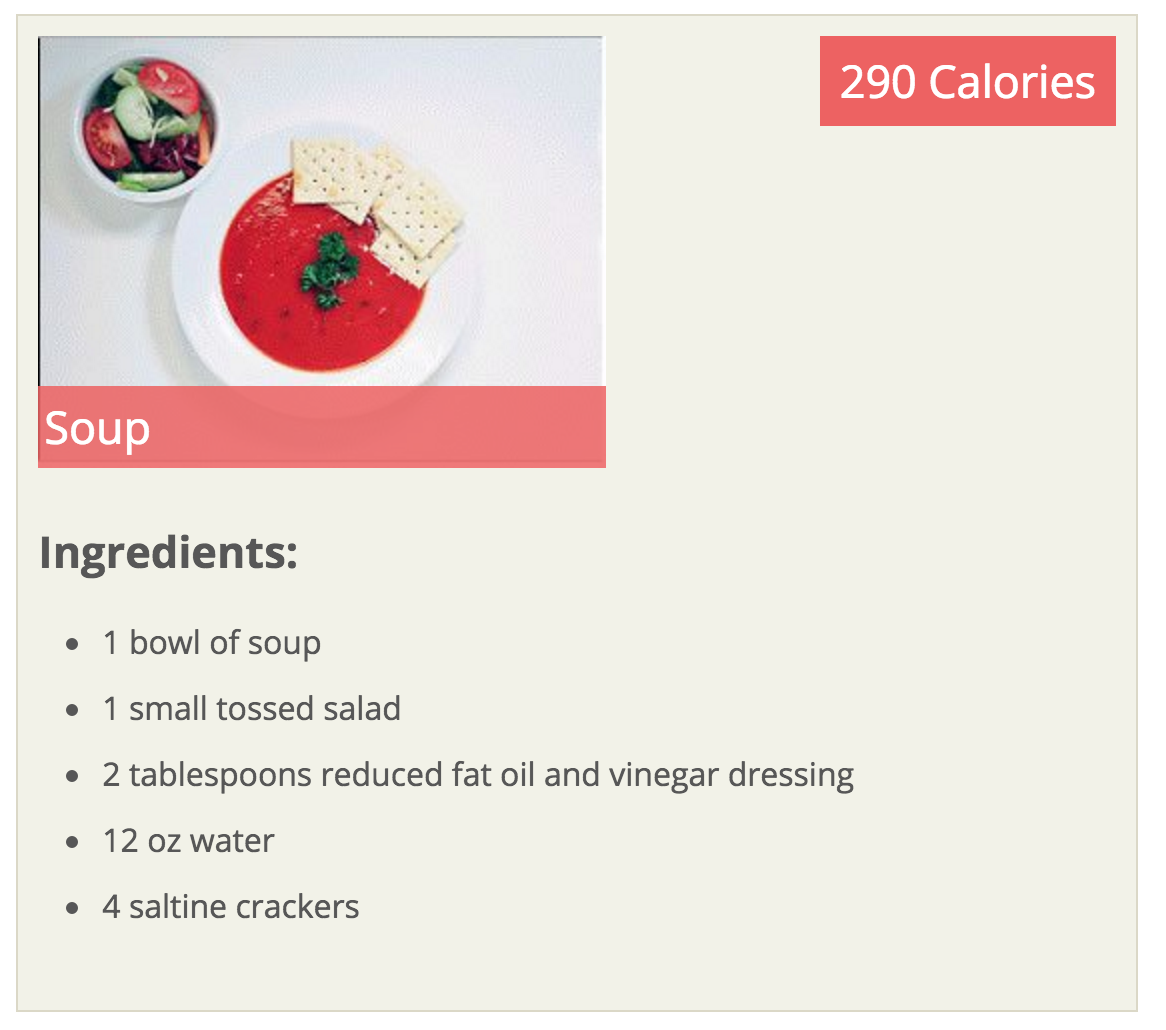 290 Calories
Soup
Ingredients:
1 bowl of soup
1 small tossed salad
2 tablespoons reduced fat oil and vinegar dressing
12 oz water
4 saltine crackers